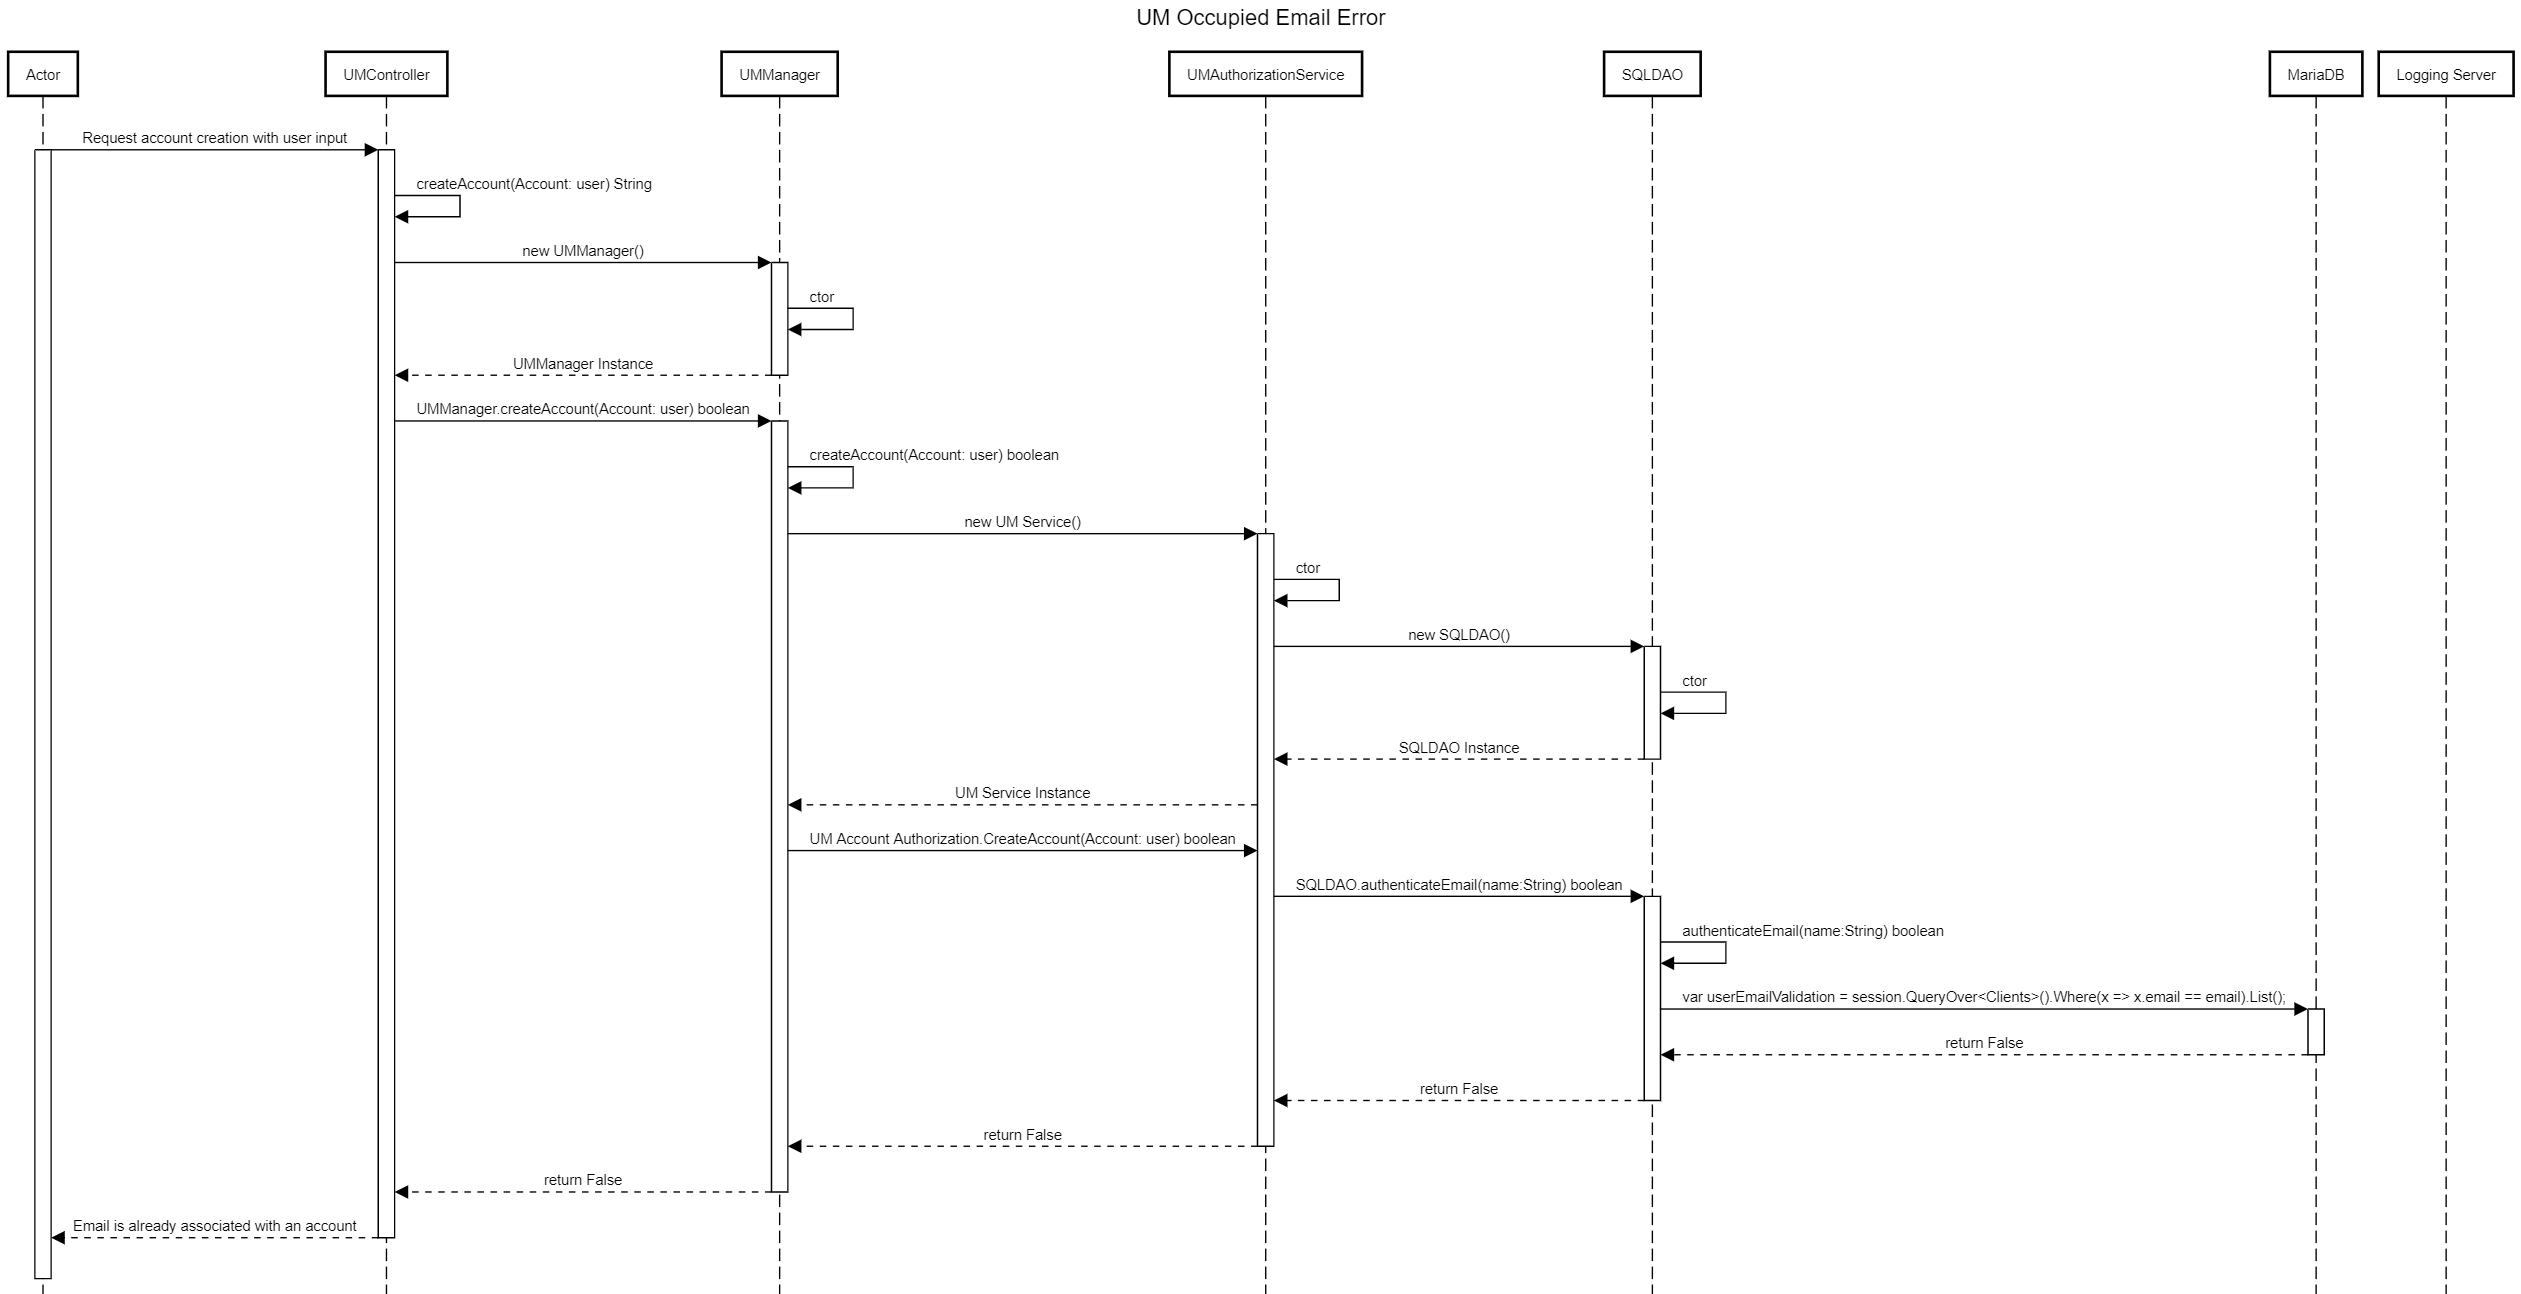 UM Occupied Email Error
Actor
UMController
UMManager
UMAuthorizationService
SQLDAO
MariaDB
Logging Server
Request account creation with user input
createAccount(Account: user) String
new UMManager()
ctor
UMManager Instance
UMManager.createAccount(Account: user) boolean
createAccount(Account: user) boolean
new UM Service()
ctor
new SQLDAO()
ctor
SQLDAO Instance
UM Service Instance
UM Account Authorization.CreateAccount(Account: user) boolean
SQLDAO.authenticateEmail(name:String) boolean
authenticateEmail(name:String) boolean
var userEmailValidation = session.QueryOver<Clients>().Where(x => x.email == email).List();
return False
return False
return False
return False
Email is already associated with an account